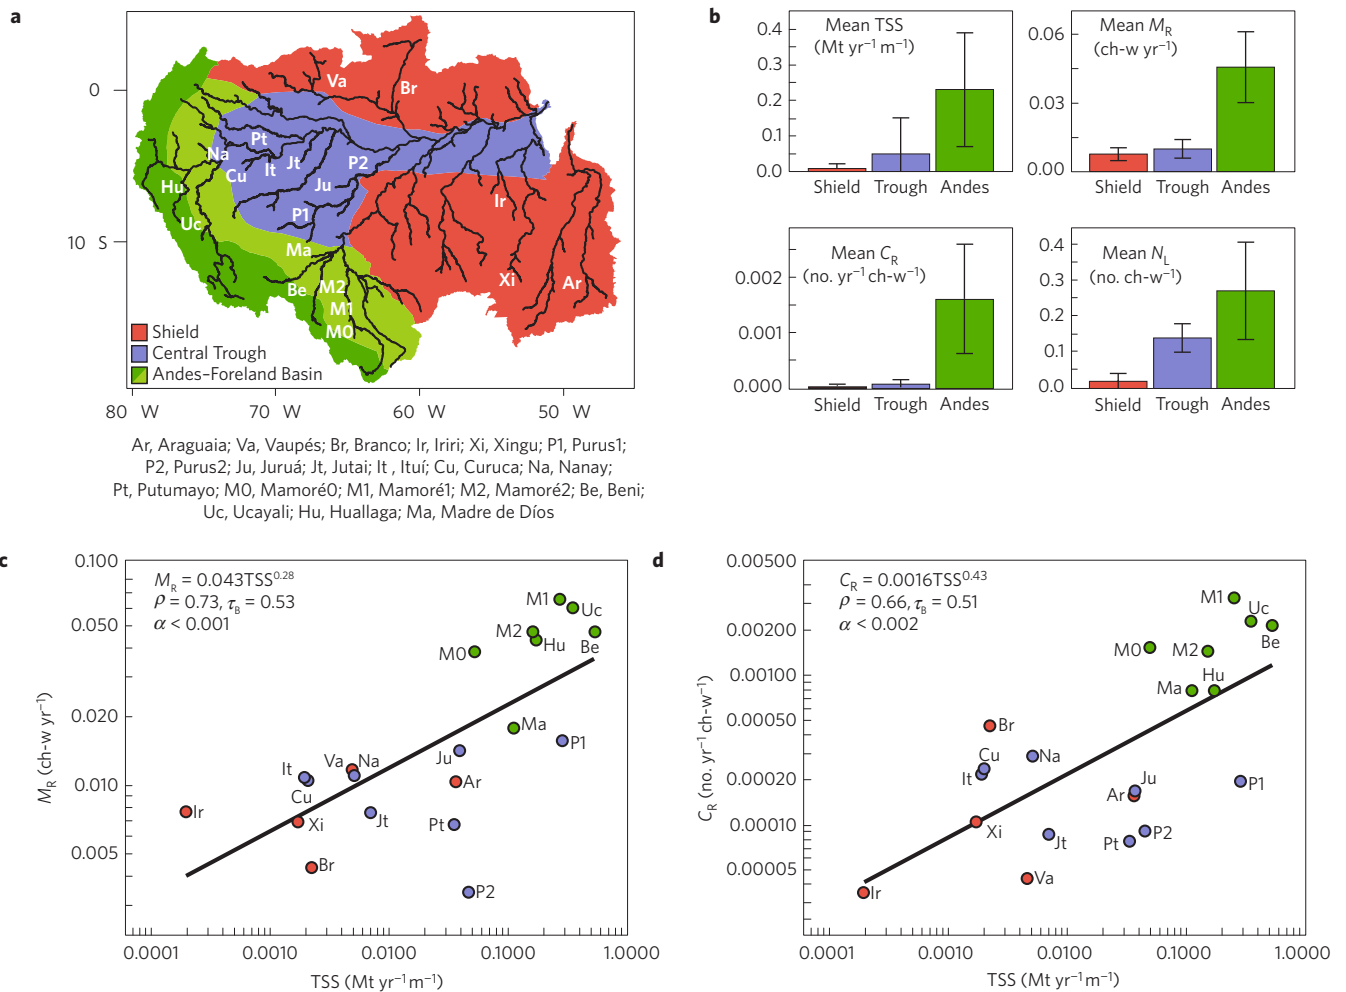 a
0
10 S
80 W
70 W
60 W
50 W
Va
Br
Pt
Na
It
Jt
P2
Cu
Ju
Hu
Ir
P1
Uc
Ma
Be
M2
M1
M0
Xi
Ar
Shield
Central Trough
Andes–Foreland Basin
Ar, Araguaia; Va, Vaupés; Br, Branco; Ir, Iriri; Xi, Xingu; P1, Purus1;
P2, Purus2; Ju, Juruá; Jt, Jutai; It , Ituí; Cu, Curuca; Na, Nanay;
Pt, Putumayo; M0, Mamoré0; M1, Mamoré1; M2, Mamoré2; Be, Beni;
Uc, Ucayali; Hu, Huallaga; Ma, Madre de Díos
b
Mean TSS
(Mt yr⁻¹ m⁻¹)
0.4
0.3
0.2
0.1
0.0
Shield Trough Andes
Mean M_R
(ch-w yr⁻¹)
0.06
0.03
0.00
Shield Trough Andes
Mean C_R
(no. yr⁻¹ ch-w⁻¹)
0.002
0.001
0.000
Shield Trough Andes
Mean N_L
(no. ch-w⁻¹)
0.4
0.3
0.2
0.1
0.0
Shield Trough Andes
c
M_R = 0.043TSS^0.28
ρ = 0.73, τ_B = 0.53
α < 0.001
M_R (ch-w yr⁻¹)
0.100
0.050
0.020
0.010
0.005
M1
Uc
M2
Hu
Be
M0
Ma
P1
Ju
Va
Na
It
Cu
Ar
Ir
Xi
Jt
Pt
Br
P2
0.0001 0.0010 0.0100 0.1000 1.0000
TSS (Mt yr⁻¹ m⁻¹)
d
C_R = 0.0016TSS^0.43
ρ = 0.66, τ_B = 0.51
α < 0.002
C_R (no. yr⁻¹ ch-w⁻¹)
0.00500
0.00200
0.00100
0.00050
0.00020
0.00010
0.00005
M1
Uc
Be
M0
M2
Hu
Ma
Br
Cu
Na
It
Ju
P1
Ar
Xi
Jt
Pt
P2
Va
Ir
0.0001 0.0010 0.0100 0.1000 1.0000
TSS (Mt yr⁻¹ m⁻¹)